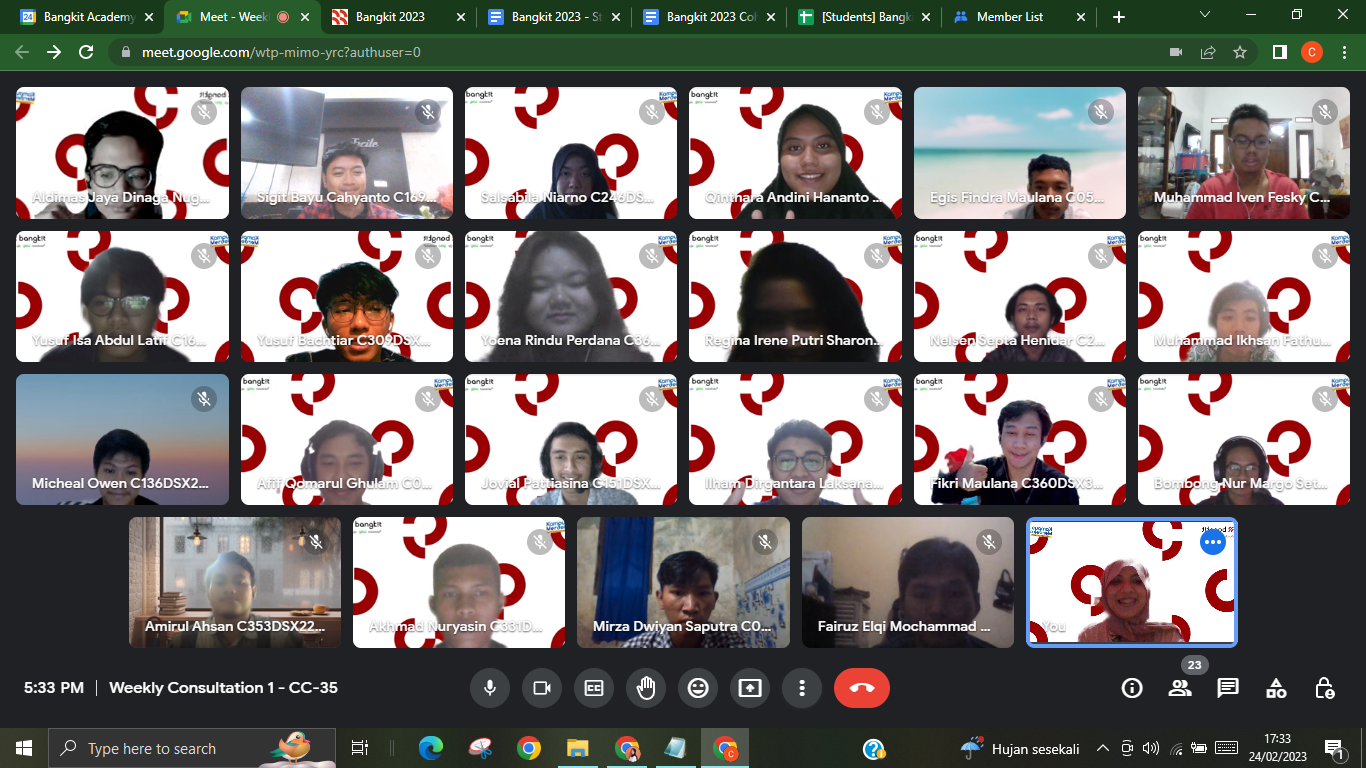 Bangkit Academy
Meet - Week
Bangkit 2023
Bangkit 2023 - St
Bangkit 2023 Co
[Students] Bangk
Member List
meet.google.com/wtp-mimo-yrc?authuser=0
Aldimas Jaya Dinaga Nug...
Sigit Bayu Cahyanto C169...
Salsabila Niarno C246DS...
Qinthara Andini Hananto
Egis Findra Maulana C05...
Muhammad Iven Fesky C...
Yusuf Isa Abdul Latif C16...
Yusuf Bachtiar C309DSX...
Yoena Rindu Perdana C36...
Regina Irene Putri Sharon...
Nelsen Septa Henidar C2...
Muhammad Ikhsan Fathu...
Micheal Owen C136DSX2...
Afif Qomarul Ghulam C0...
Jovial Pattiasina C151DSX...
Ilham Dirgantara Laksana...
Fikri Maulana C360DSX3...
Bombong Nur Margo Set...
Amirul Ahsan C353DSX22...
Akhmad Nuryasin C331D...
Mirza Dwiyan Saputra C0...
Fairuz Elqi Mochammad ...
You
23
5:33 PM | Weekly Consultation 1 - CC-35
Type here to search
Hujan sesekali
17:33
24/02/2023
1